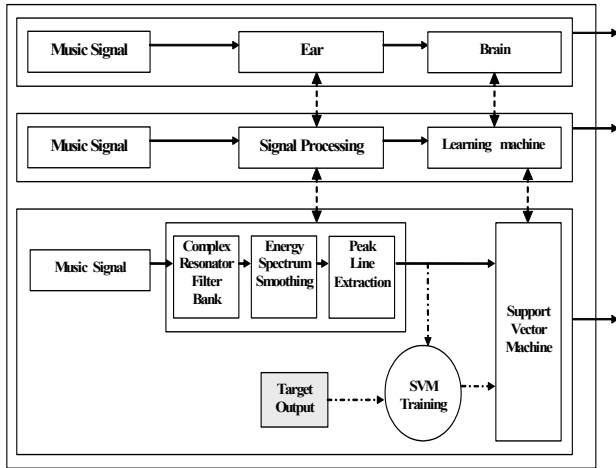 Music Signal
Ear
Brain
Music Signal
Signal Processing
Learning machine
Music Signal
Complex
Resonator
Filter
Bank
Energy
Spectrum
Smoothing
Peak
Line
Extraction
Support
Vector
Machine
Target
Output
SVM
Training